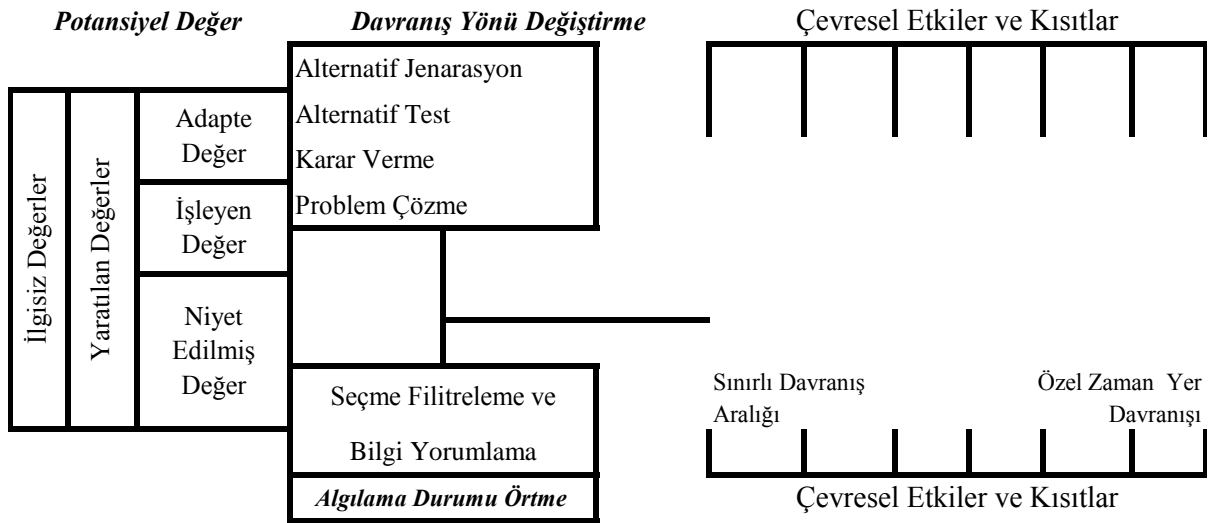 Potansiyel Değer
Davranış Yönü Değiştirme
Çevresel Etkiler ve Kısıtlar
İlgisiz Değerler
Yaratılan Değerler
Adapte
Değer
İşleyen
Değer
Niyet
Edilmiş
Değer
Alternatif Jenarasyon
Alternatif Test
Karar Verme
Problem Çözme
Seçme Filitreleme ve
Bilgi Yorumlama
Algılama Durumu Örtme
Sınırlı Davranış
Aralığı
Özel Zaman Yer
Davranışı
Çevresel Etkiler ve Kısıtlar